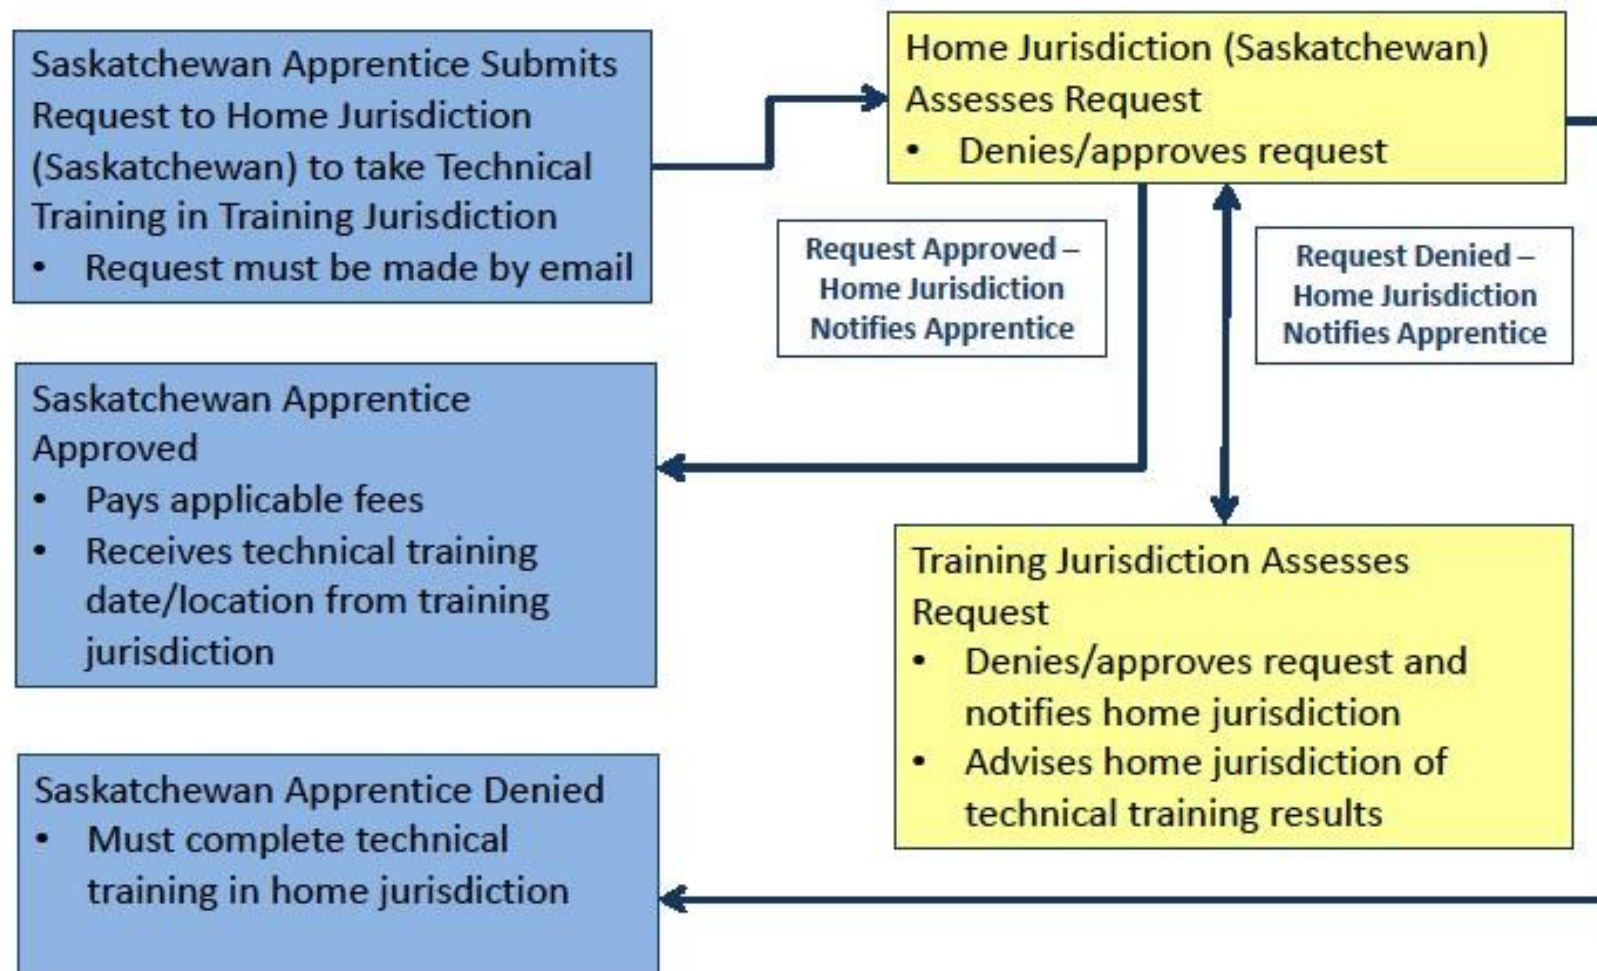 Saskatchewan Apprentice Submits
Request to Home Jurisdiction
(Saskatchewan) to take Technical
Training in Training Jurisdiction
• Request must be made by email
Home Jurisdiction (Saskatchewan)
Assesses Request
• Denies/approves request
Request Approved –
Home Jurisdiction
Notifies Apprentice
Request Denied –
Home Jurisdiction
Notifies Apprentice
Saskatchewan Apprentice
Approved
• Pays applicable fees
• Receives technical training
date/location from training
jurisdiction
Training Jurisdiction Assesses
Request
• Denies/approves request and
notifies home jurisdiction
• Advises home jurisdiction of
technical training results
Saskatchewan Apprentice Denied
• Must complete technical
training in home jurisdiction